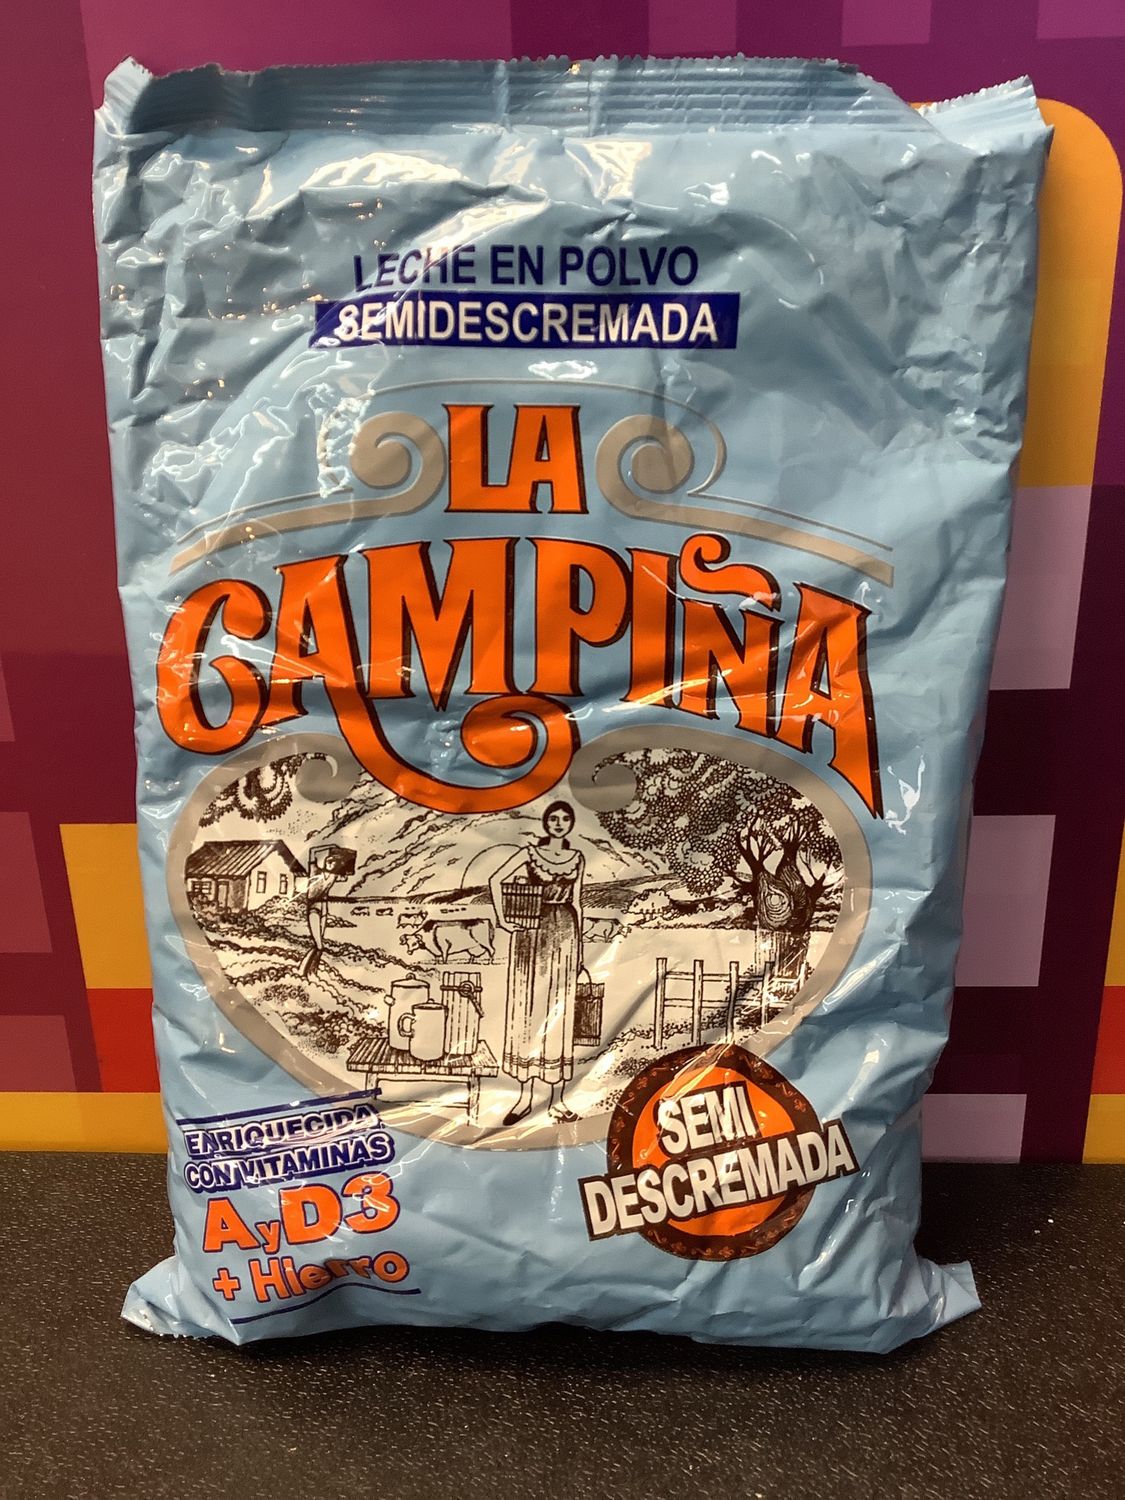 LECHE EN POLVO
SEMIDESCREMADA
LA
CAMPIÑA
ENRIQUECIDA
CON VITAMINAS
A y D3
+ Hierro
SEMI
DESCREMADA